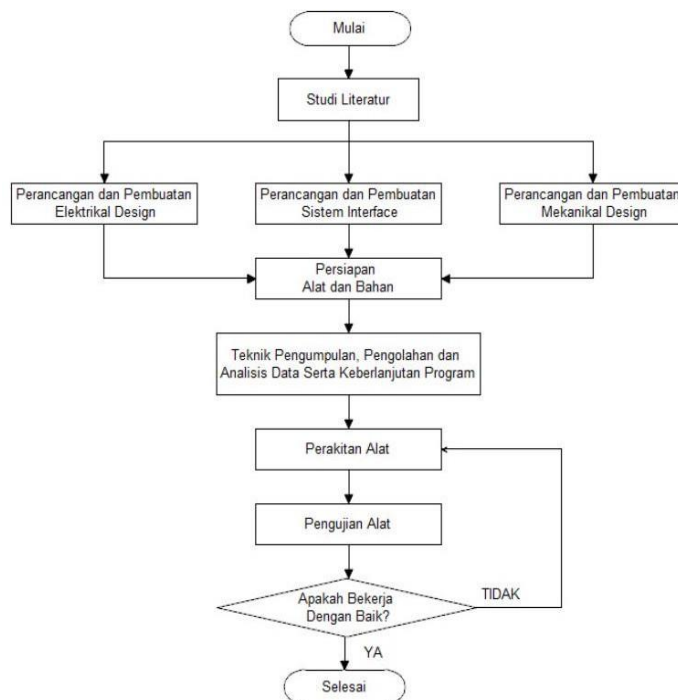 Mulai
Studi Literatur
Perancangan dan Pembuatan
Elektrikal Design
Perancangan dan Pembuatan
Sistem Interface
Perancangan dan Pembuatan
Mekanikal Design
Persiapan
Alat dan Bahan
Teknik Pengumpulan, Pengolahan dan
Analisis Data Serta Keberlanjutan Program
Perakitan Alat
Pengujian Alat
Apakah Bekerja
Dengan Baik?
TIDAK
YA
Selesai